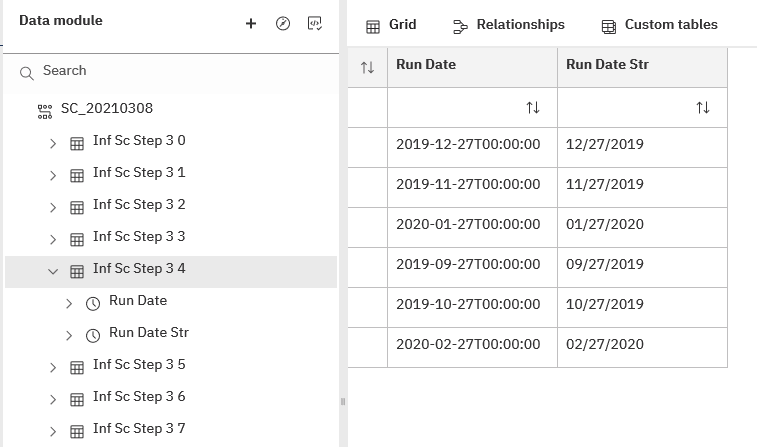 Data module
Search
SC_20210308
Inf Sc Step 3 0
Inf Sc Step 3 1
Inf Sc Step 3 2
Inf Sc Step 3 3
Inf Sc Step 3 4
Run Date
Run Date Str
Inf Sc Step 3 5
Inf Sc Step 3 6
Inf Sc Step 3 7
Grid Relationships Custom tables
Run Date Run Date Str
2019-12-27T00:00:00 12/27/2019
2019-11-27T00:00:00 11/27/2019
2020-01-27T00:00:00 01/27/2020
2019-09-27T00:00:00 09/27/2019
2019-10-27T00:00:00 10/27/2019
2020-02-27T00:00:00 02/27/2020